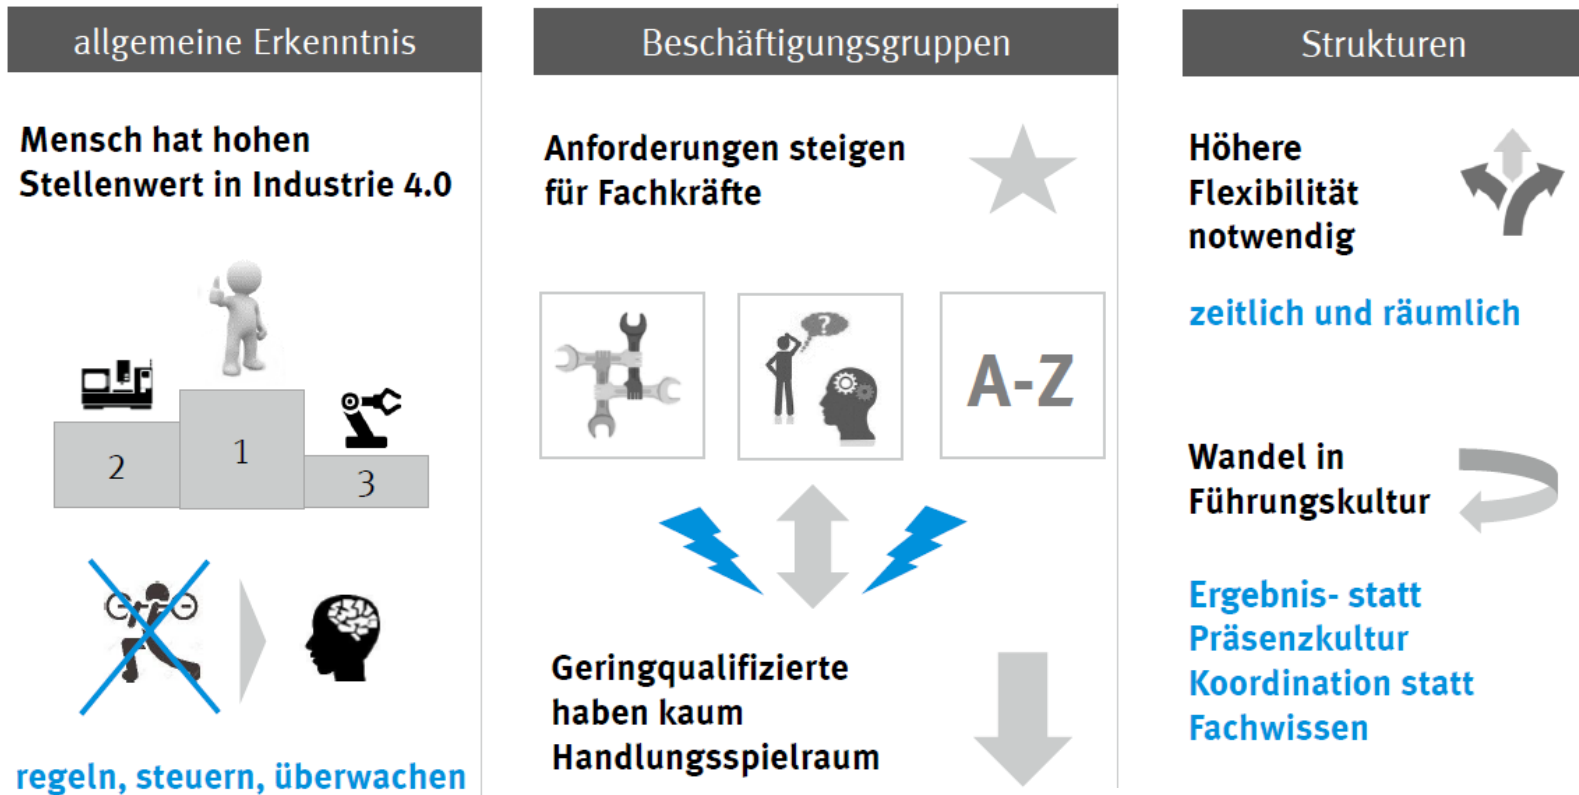 allgemeine Erkenntnis
Mensch hat hohen
Stellenwert in Industrie 4.0
1
2
3
regeln, steuern, überwachen
Beschäftigungsgruppen
Anforderungen steigen
für Fachkräfte
?
A-Z
Geringqualifizierte
haben kaum
Handlungsspielraum
Strukturen
Höhere
Flexibilität
notwendig
zeitlich und räumlich
Wandel in
Führungskultur
Ergebnis- statt
Präsenzkultur
Koordination statt
Fachwissen